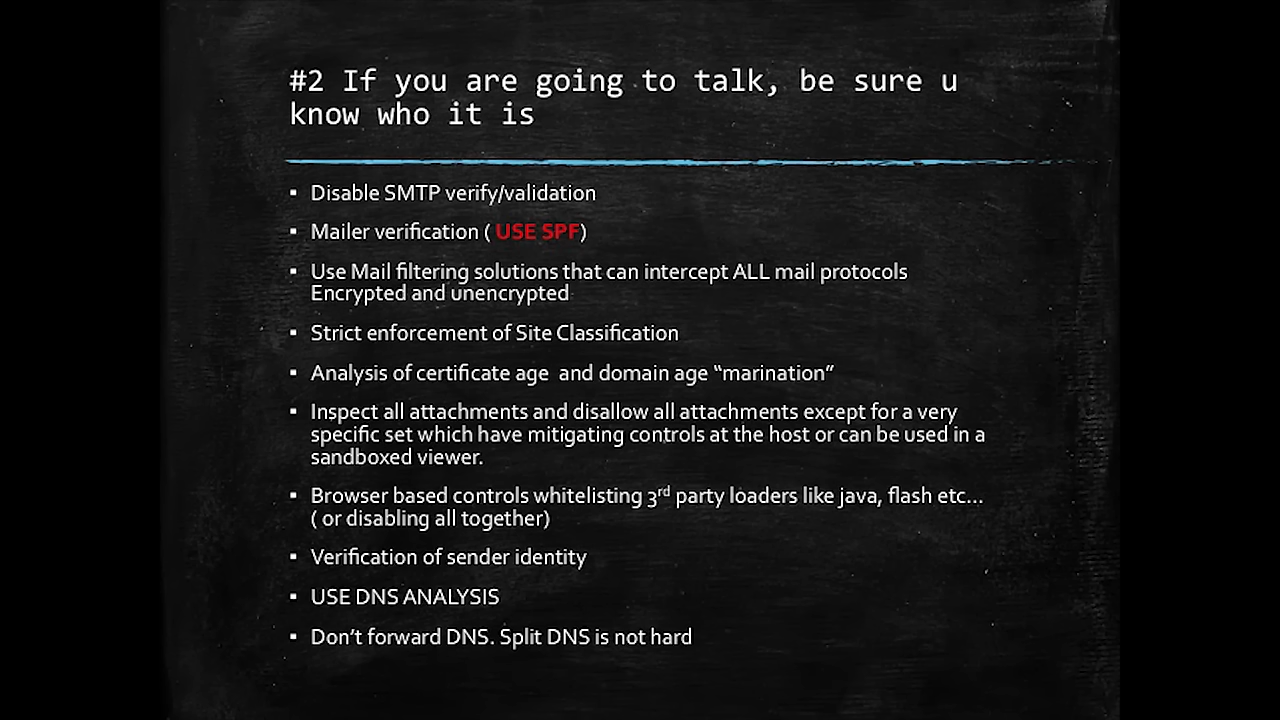 #2 If you are going to talk, be sure u
know who it is
▪ Disable SMTP verify/validation
▪ Mailer verification ( USE SPF)
▪ Use Mail filtering solutions that can intercept ALL mail protocols
Encrypted and unencrypted
▪ Strict enforcement of Site Classification
▪ Analysis of certificate age and domain age “marination”
▪ Inspect all attachments and disallow all attachments except for a very
specific set which have mitigating controls at the host or can be used in a
sandboxed viewer.
▪ Browser based controls whitelisting 3rd party loaders like java, flash etc…
( or disabling all together)
▪ Verification of sender identity
▪ USE DNS ANALYSIS
▪ Don’t forward DNS. Split DNS is not hard